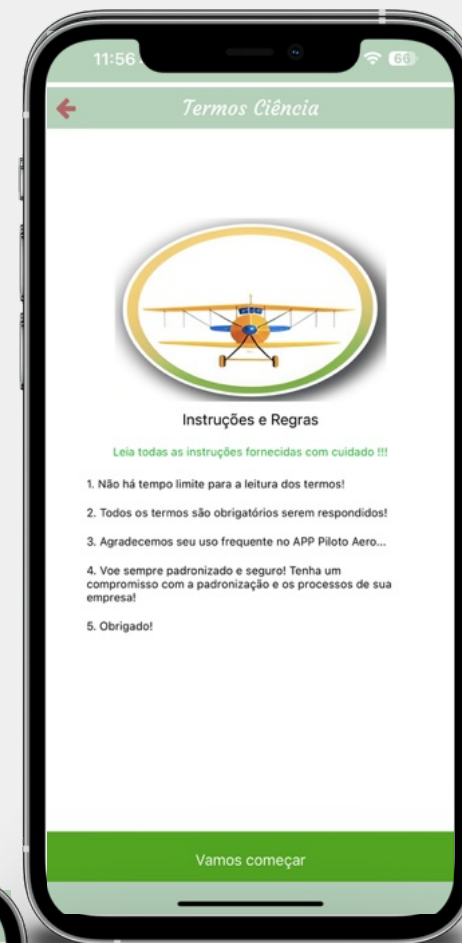 11:56
66
Termos Ciência
Instruções e Regras
Leia todas as instruções fornecidas com cuidado !!!
1. Não há tempo limite para a leitura dos termos!
2. Todos os termos são obrigatórios serem respondidos!
3. Agradecemos seu uso frequente no APP Piloto Aero...
4. Voe sempre padronizado e seguro! Tenha um
compromisso com a padronização e os processos de sua
empresa!
5. Obrigado!
Vamos começar